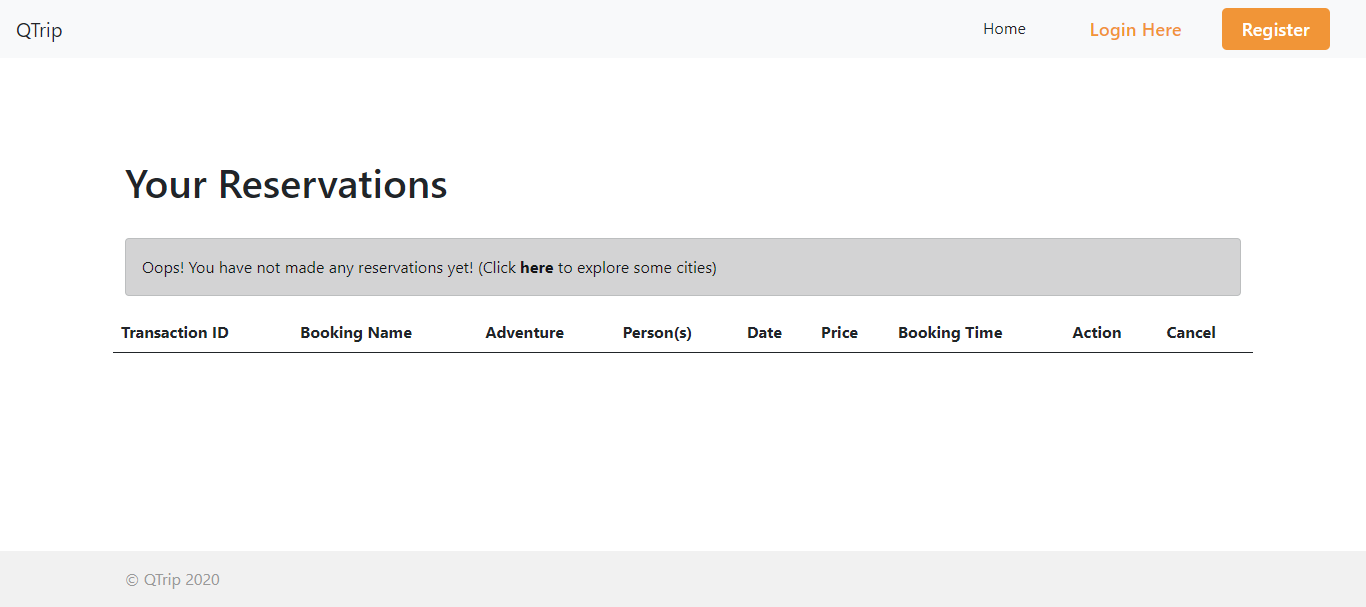 QTrip Home Login Here Register
Your Reservations
Oops! You have not made any reservations yet! (Click here to explore some cities)
Transaction ID Booking Name Adventure Person(s) Date Price Booking Time Action Cancel
© QTrip 2020